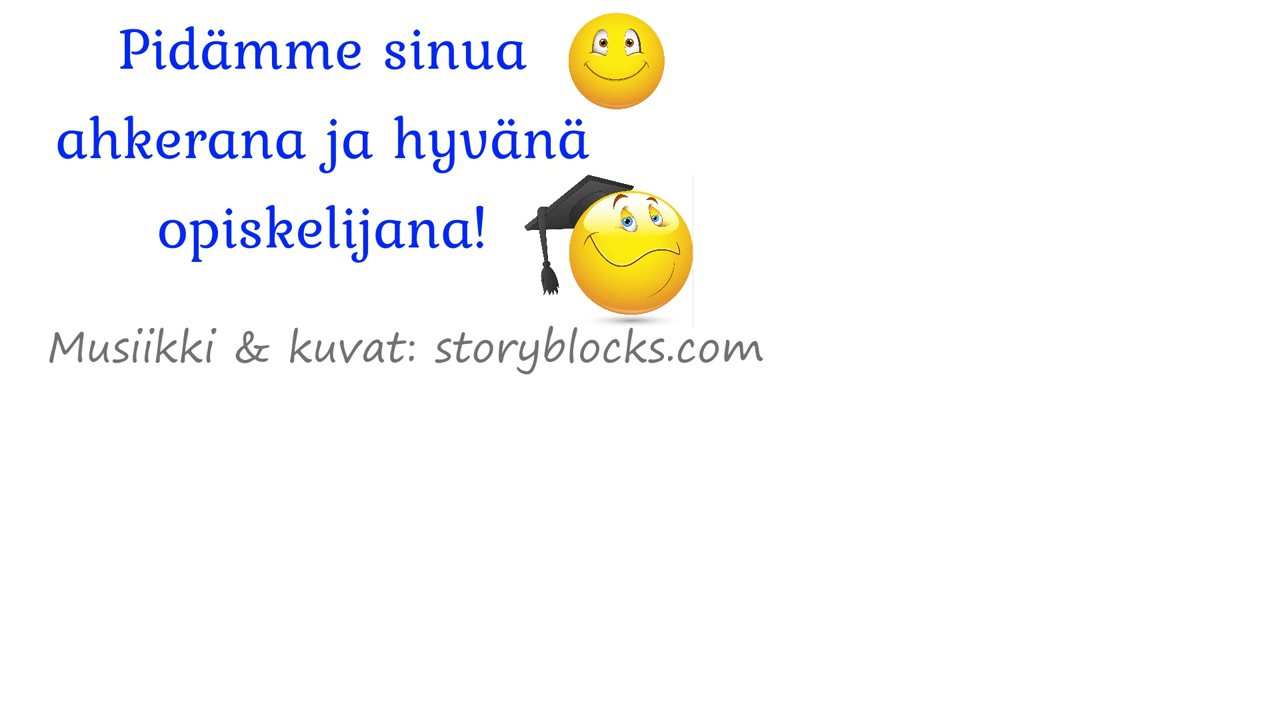 Pidämme sinua
ahkerana ja hyvänä
opiskelijana!
Musiikki & kuvat: storyblocks.com